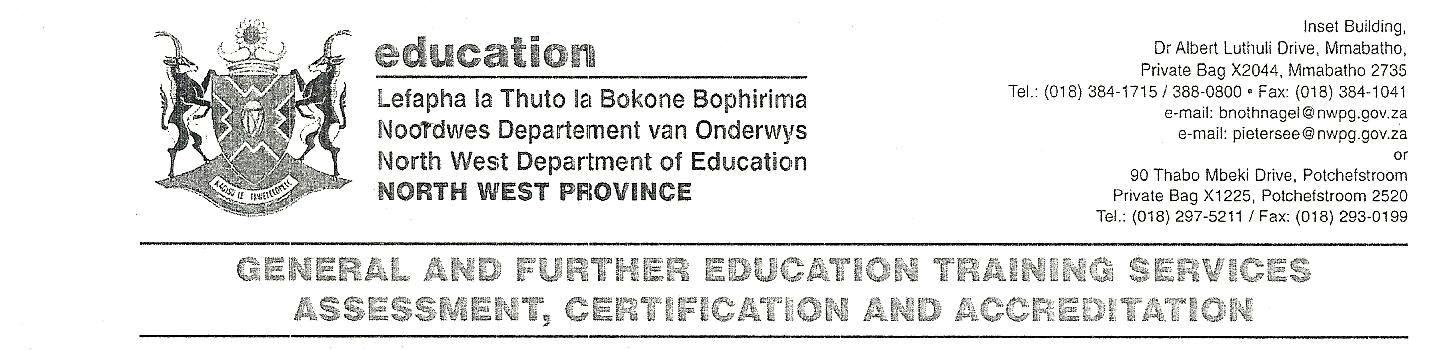 education
Lefapha la Thuto la Bokone Bophirima
Noordwes Departement van Onderwys
North West Department of Education
NORTH WEST PROVINCE
Inset Building,
Dr Albert Luthuli Drive, Mmabatho,
Private Bag X2044, Mmabatho 2735
Tel.: (018) 384-1715 / 388-0800 • Fax: (018) 384-1041
e-mail: bnothnagel@nwpg.gov.za
e-mail: pietersee@nwpg.gov.za
or
90 Thabo Mbeki Drive, Potchefstroom
Private Bag X1225, Potchefstroom 2520
Tel.: (018) 297-5211 / Fax: (018) 293-0199
GENERAL AND FURTHER EDUCATION TRAINING SERVICES
ASSESSMENT, CERTIFICATION AND ACCREDITATION